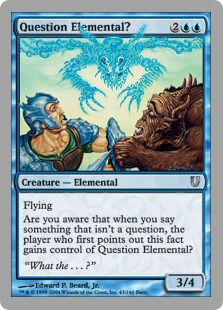 Question Elemental? 2
Creature — Elemental
Flying
Are you aware that when you say
something that isn't a question, the
player who first points out this fact
gains control of Question Elemental?
"What the . . . ?"
Edward P. Beard, Jr.
™ & © 1993–2004 Wizards of the Coast, Inc. 43/140
3/4